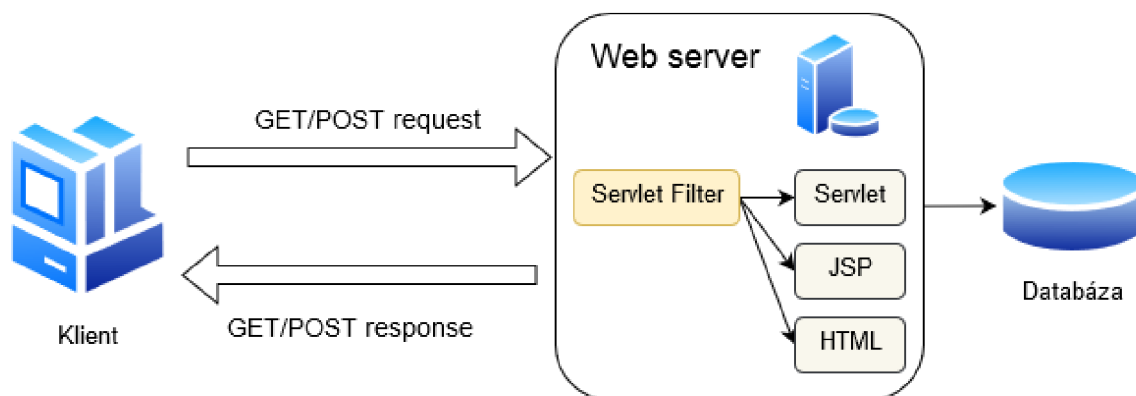 Web server
GET/POST request
Servlet Filter
Servlet
JSP
HTML
Databáza
GET/POST response
Klient